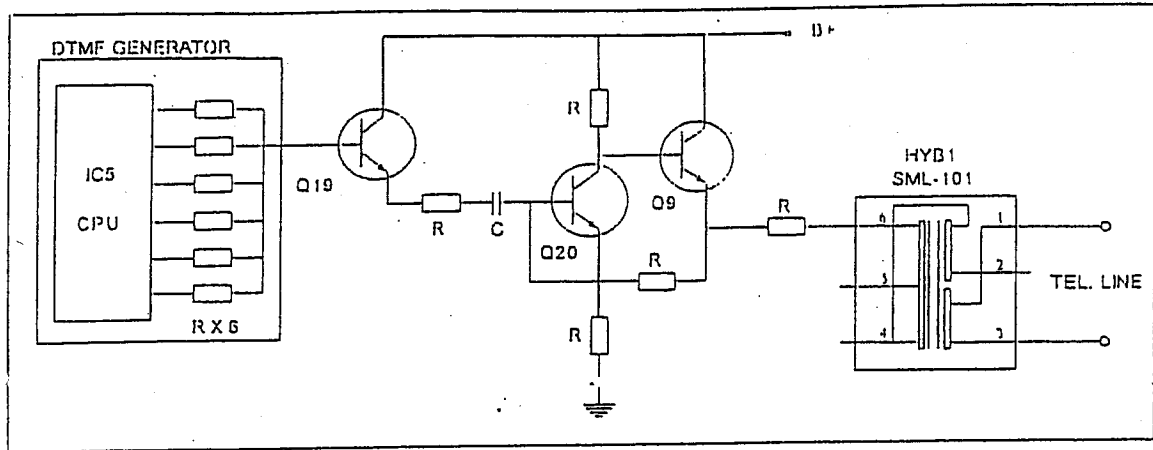 DTMF GENERATOR
B+
IC5
CPU
R X 6
Q19
R
C
R
Q20
Q9
R
R
R
HYB1
SML-101
6
5
4
1
2
3
TEL. LINE